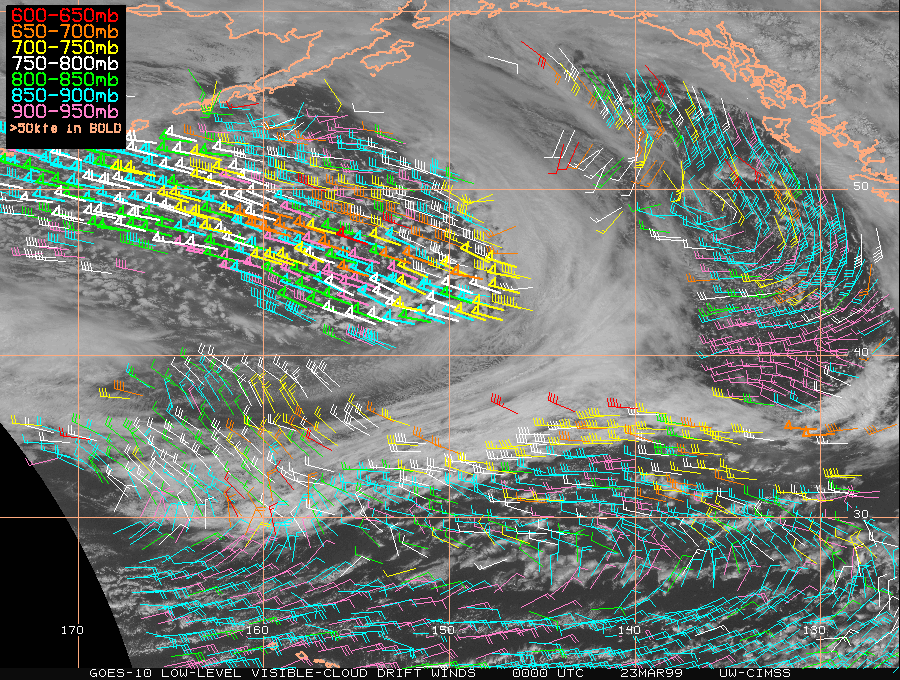 600-650mb
650-700mb
700-750mb
750-800mb
800-850mb
850-900mb
900-950mb
>50kts in BOLD
50
40
30
170 160 150 140 130
GOES-10 LOW-LEVEL VISIBLE-CLOUD DRIFT WINDS 0000 UTC 23MAR99 UW-CIMSS